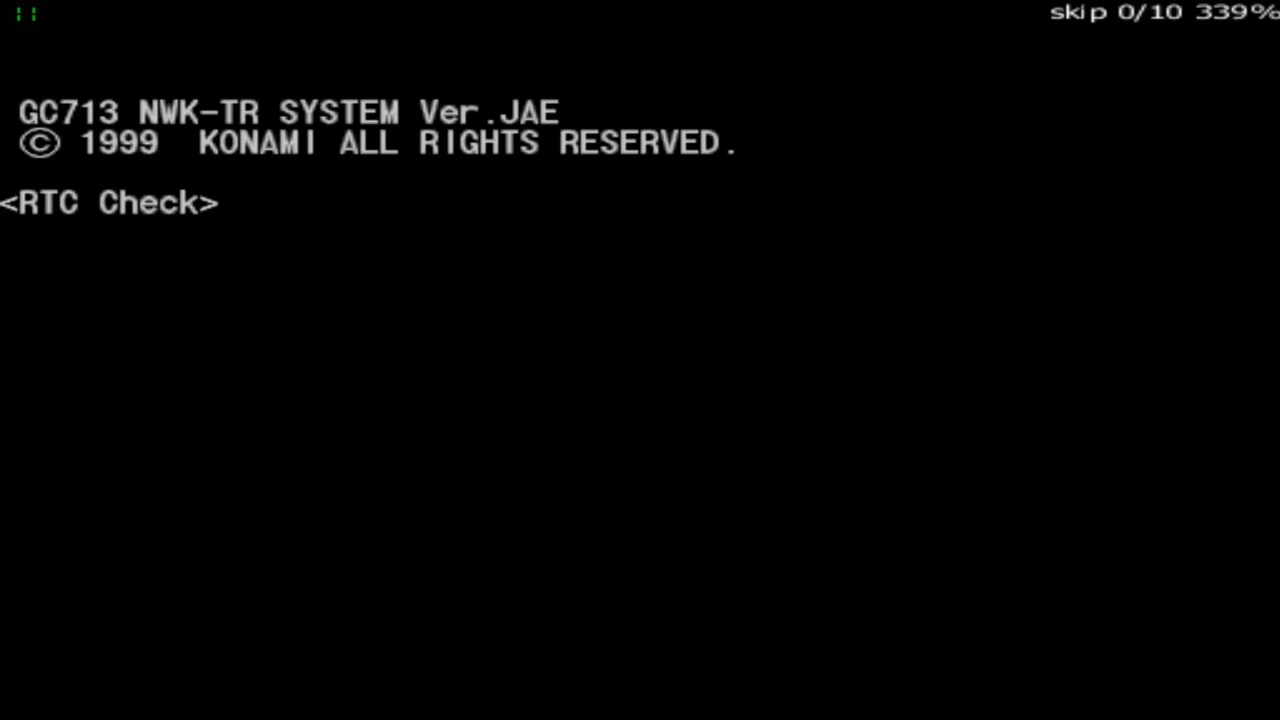 skip 0/10 339%
GC713 NWK-TR SYSTEM Ver.JAE
© 1999  KONAMI ALL RIGHTS RESERVED.
<RTC Check>